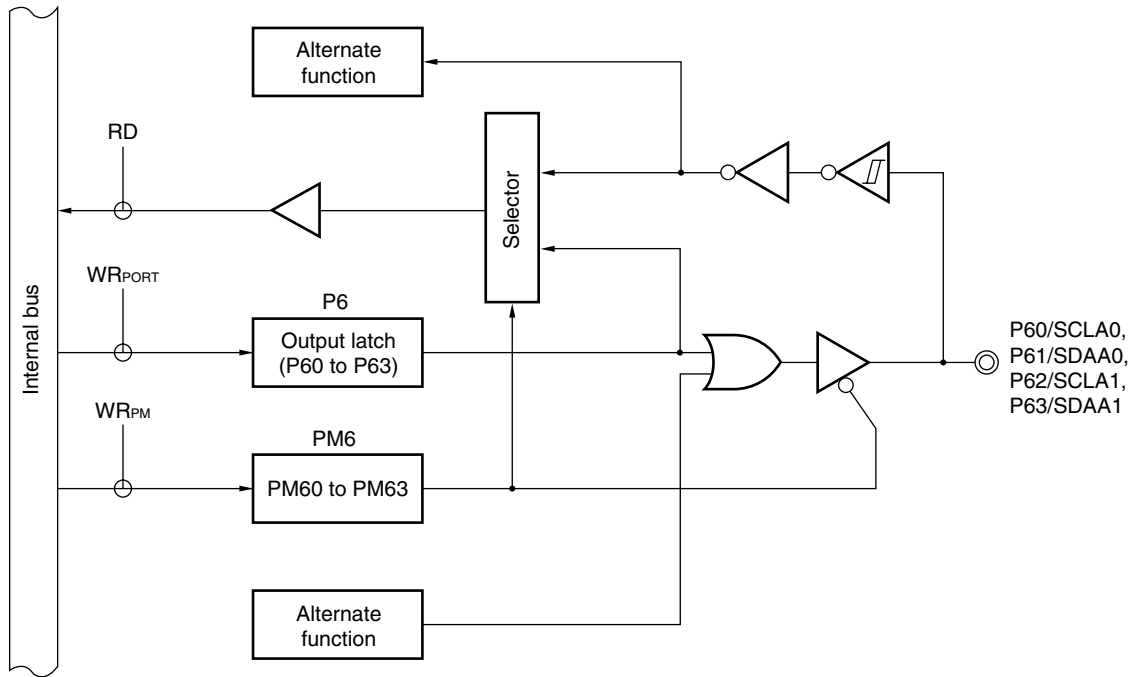 Alternate
function
RD
Selector
WRPORT
P6
Internal bus
Output latch
(P60 to P63)
P60/SCLA0,
P61/SDAA0,
P62/SCLA1,
P63/SDAA1
WRPM
PM6
PM60 to PM63
Alternate
function